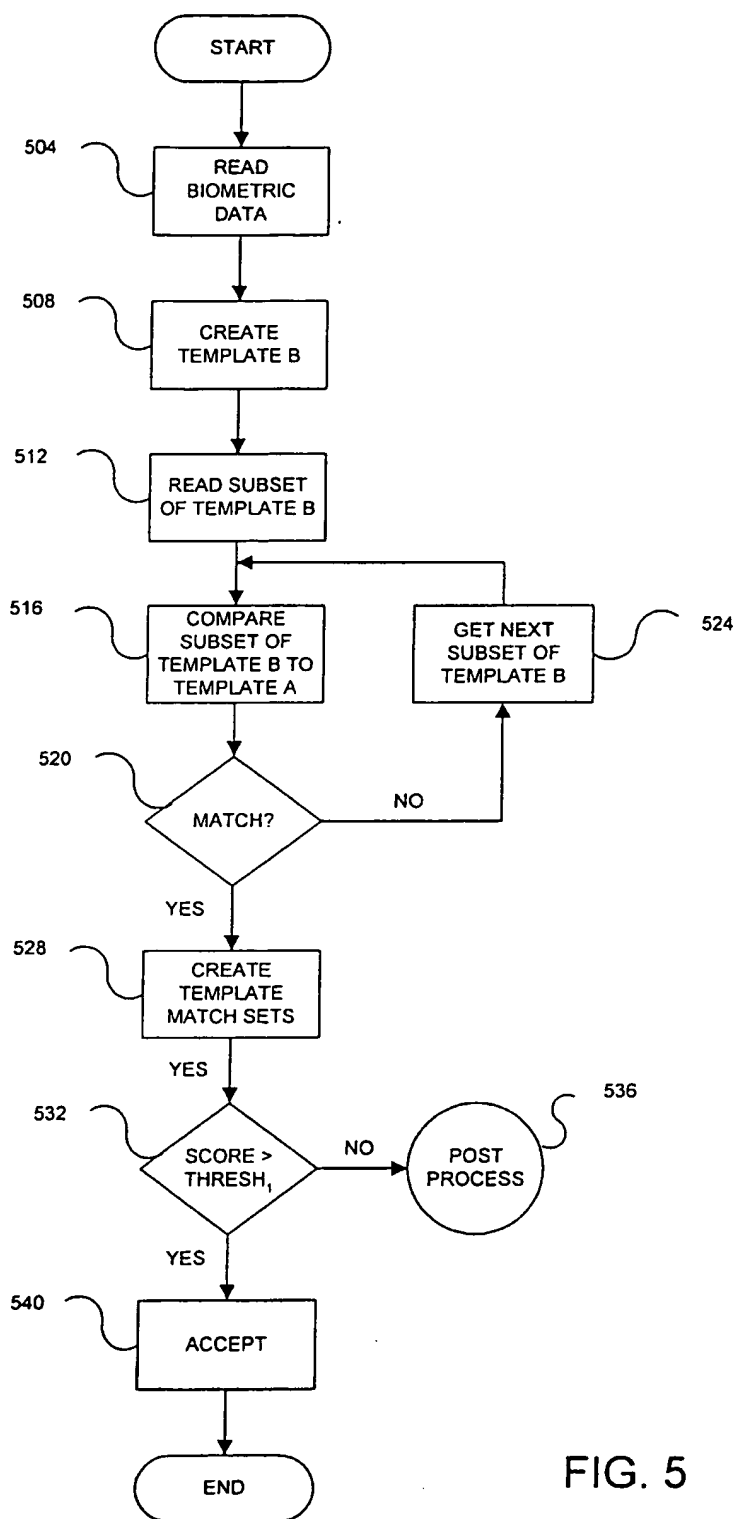 START
504
READ
BIOMETRIC
DATA
508
CREATE
TEMPLATE B
512
READ SUBSET
OF TEMPLATE B
516
COMPARE
SUBSET OF
TEMPLATE B TO
TEMPLATE A
GET NEXT
SUBSET OF
TEMPLATE B
524
520
MATCH?
NO
YES
528
CREATE
TEMPLATE
MATCH SETS
YES
532
SCORE >
THRESH₁
NO
POST
PROCESS
536
YES
540
ACCEPT
END
FIG. 5